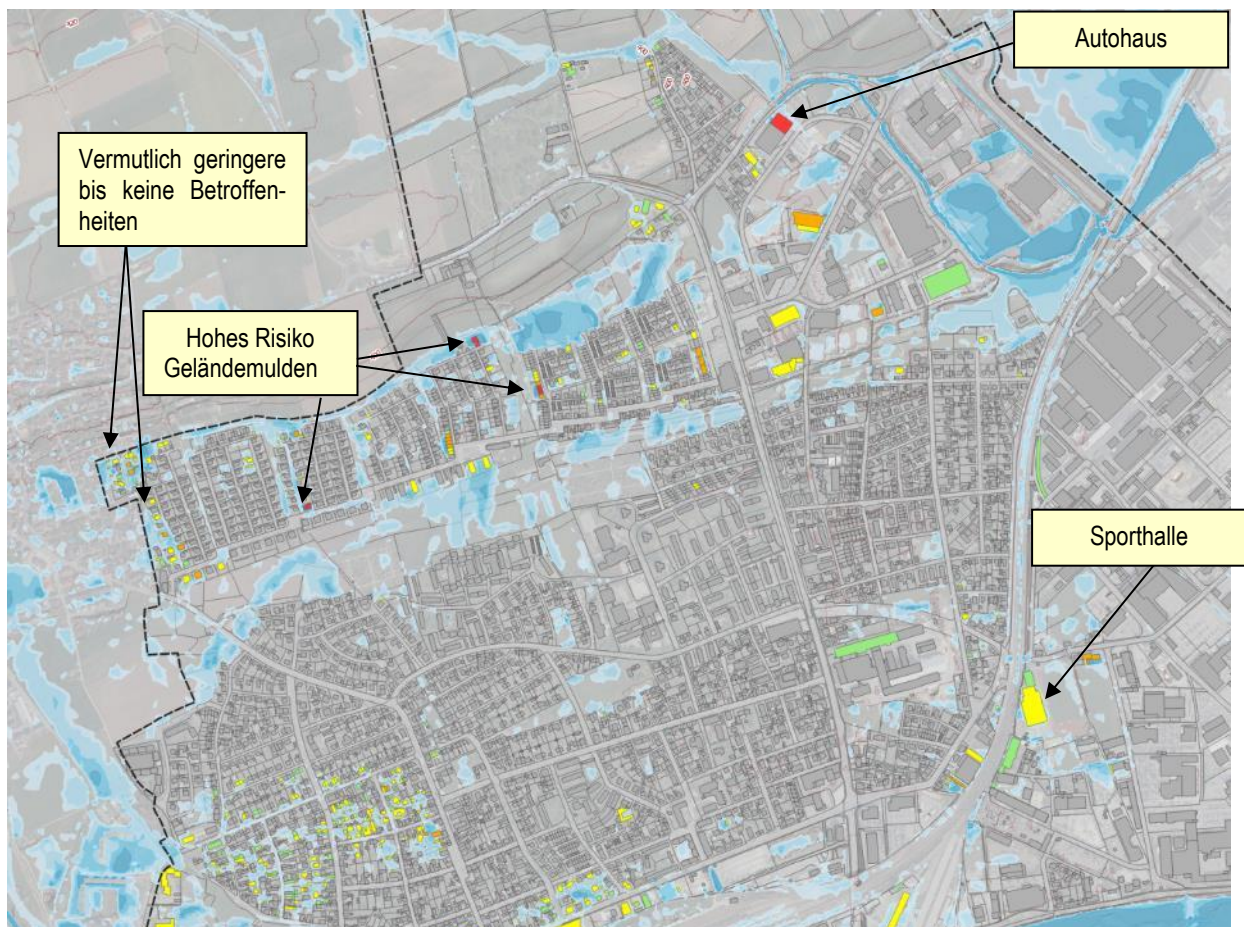 Autohaus
Vermutlich geringere
bis keine Betroffen-
heiten
Hohes Risiko
Geländemulden
Sporthalle